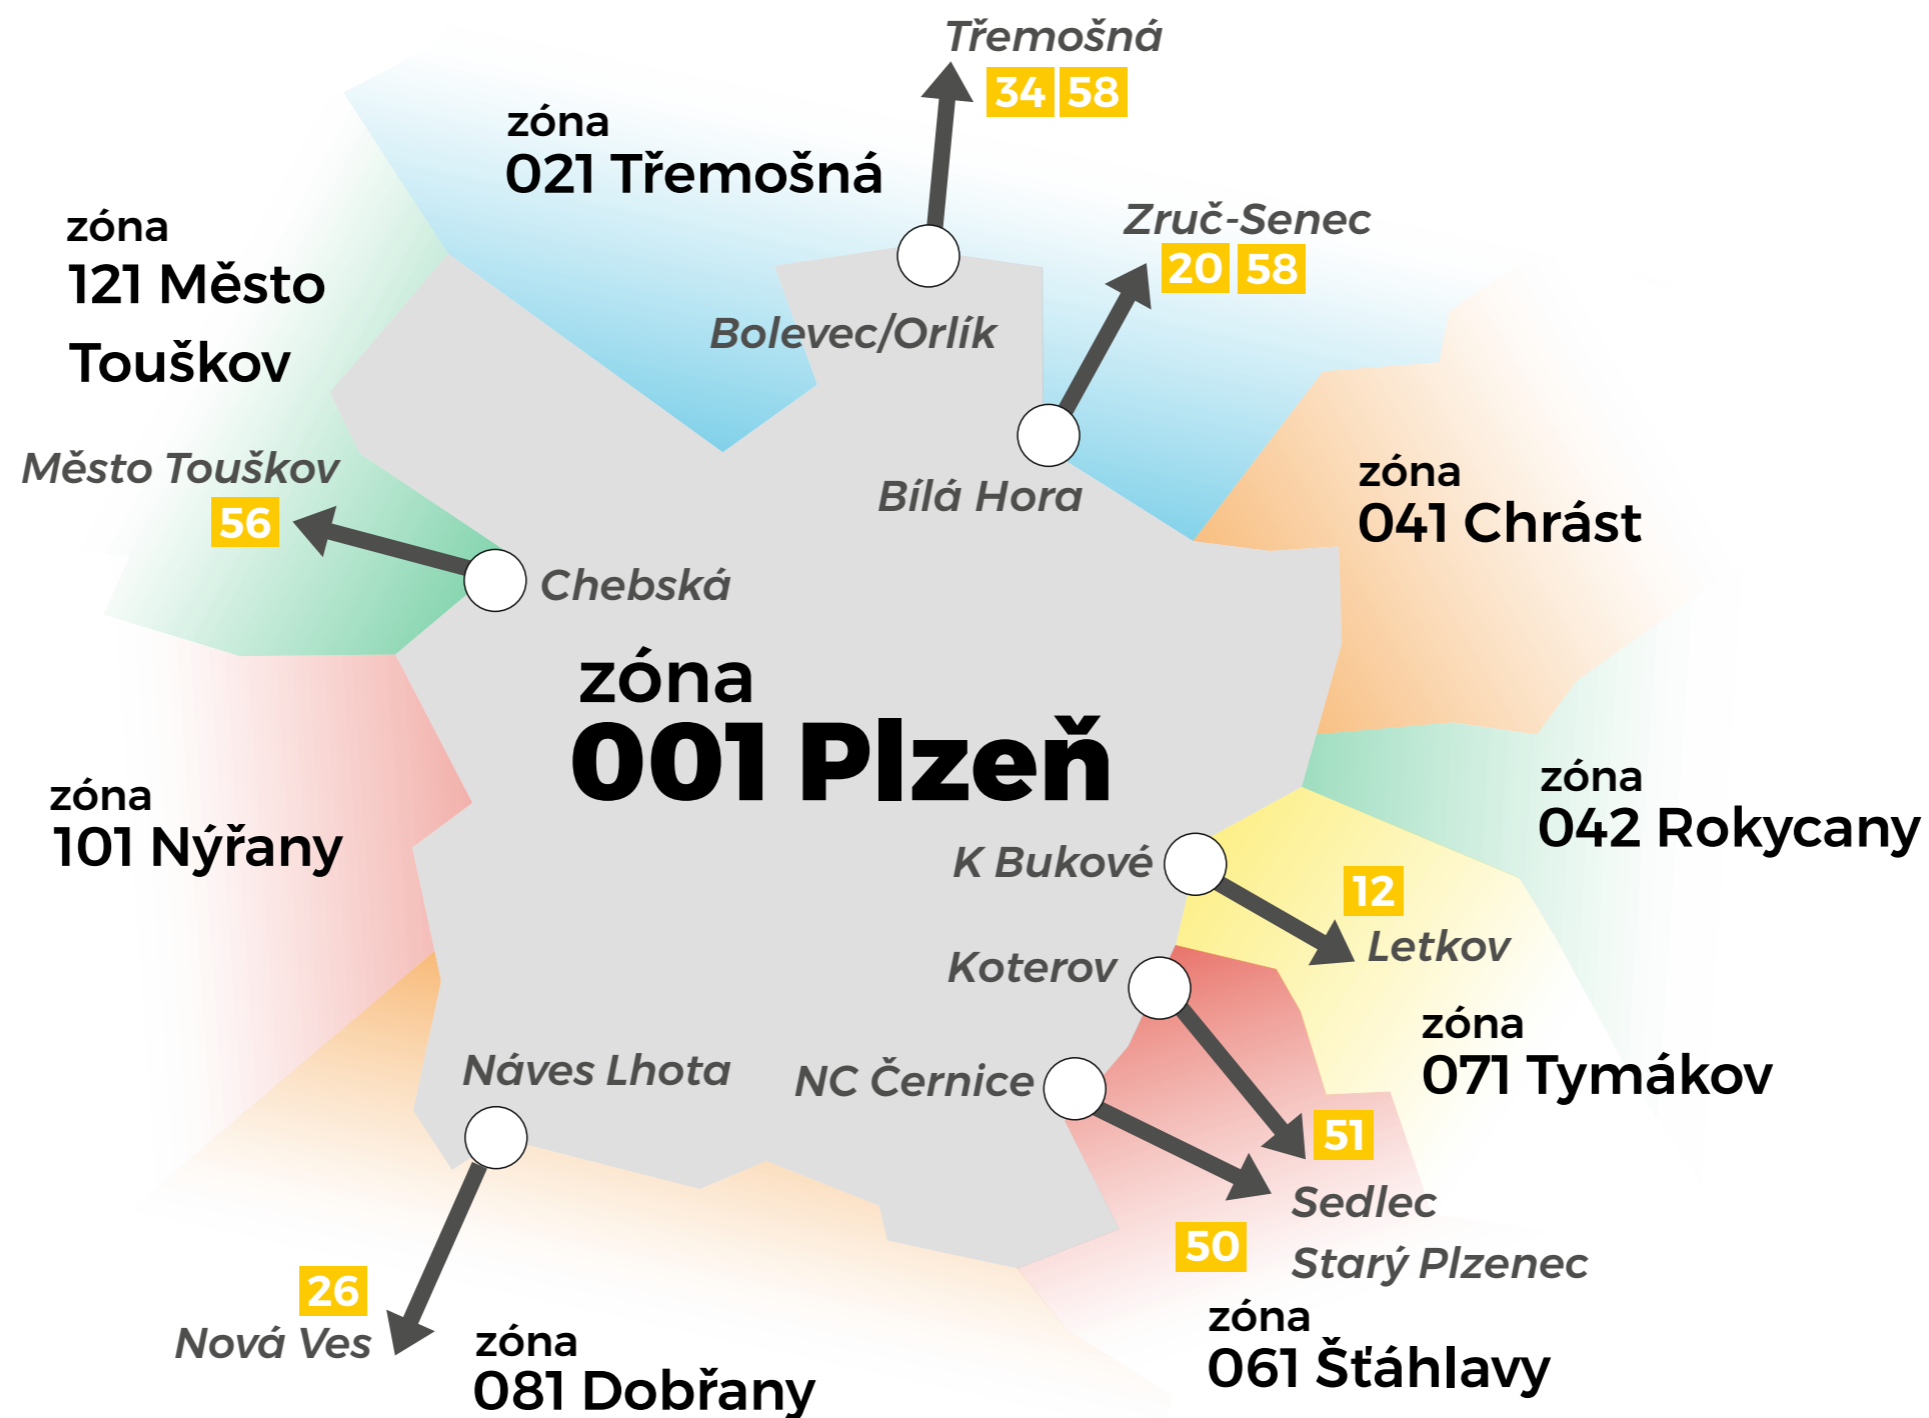 Třemošná
34 58
zóna
021 Třemošná
Zruč-Senec
20 58
zóna
121 Město
Touškov
Bolevec/Orlík
Město Touškov
56
Bílá Hora
zóna
041 Chrást
Chebská
zóna
001 Plzeň
zóna
101 Nýřany
zóna
042 Rokycany
K Bukové
12
Letkov
Koterov
zóna
071 Tymákov
Náves Lhota
NC Černice
51
Sedlec
50
Starý Plzenec
26
Nová Ves
zóna
081 Dobřany
zóna
061 Šťáhlavy